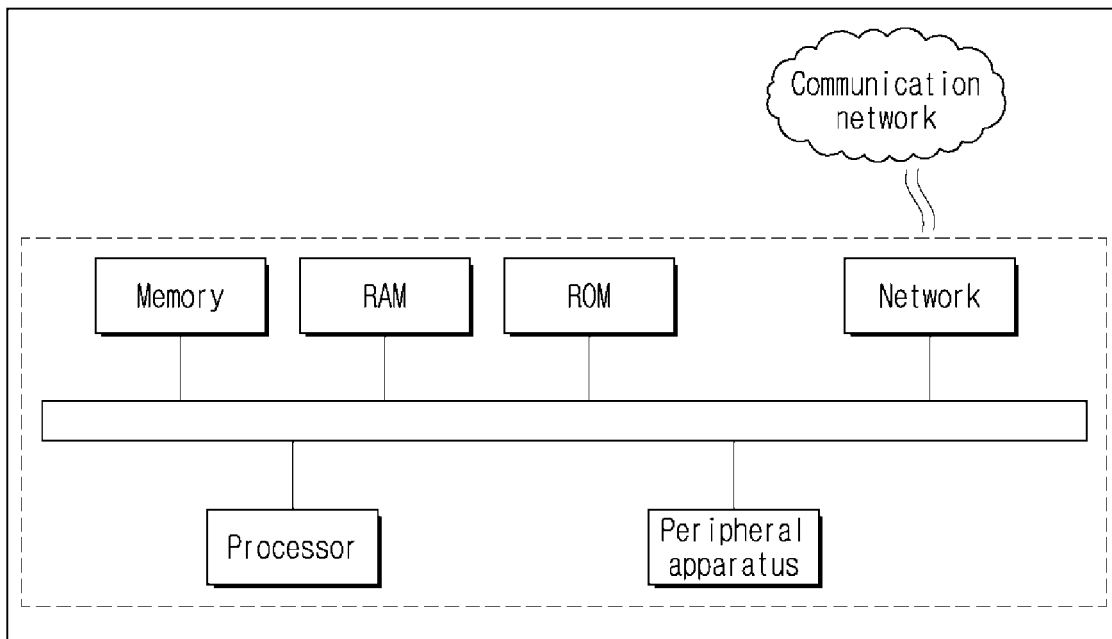 Communication
network
Memory
RAM
ROM
Network
Processor
Peripheral
apparatus